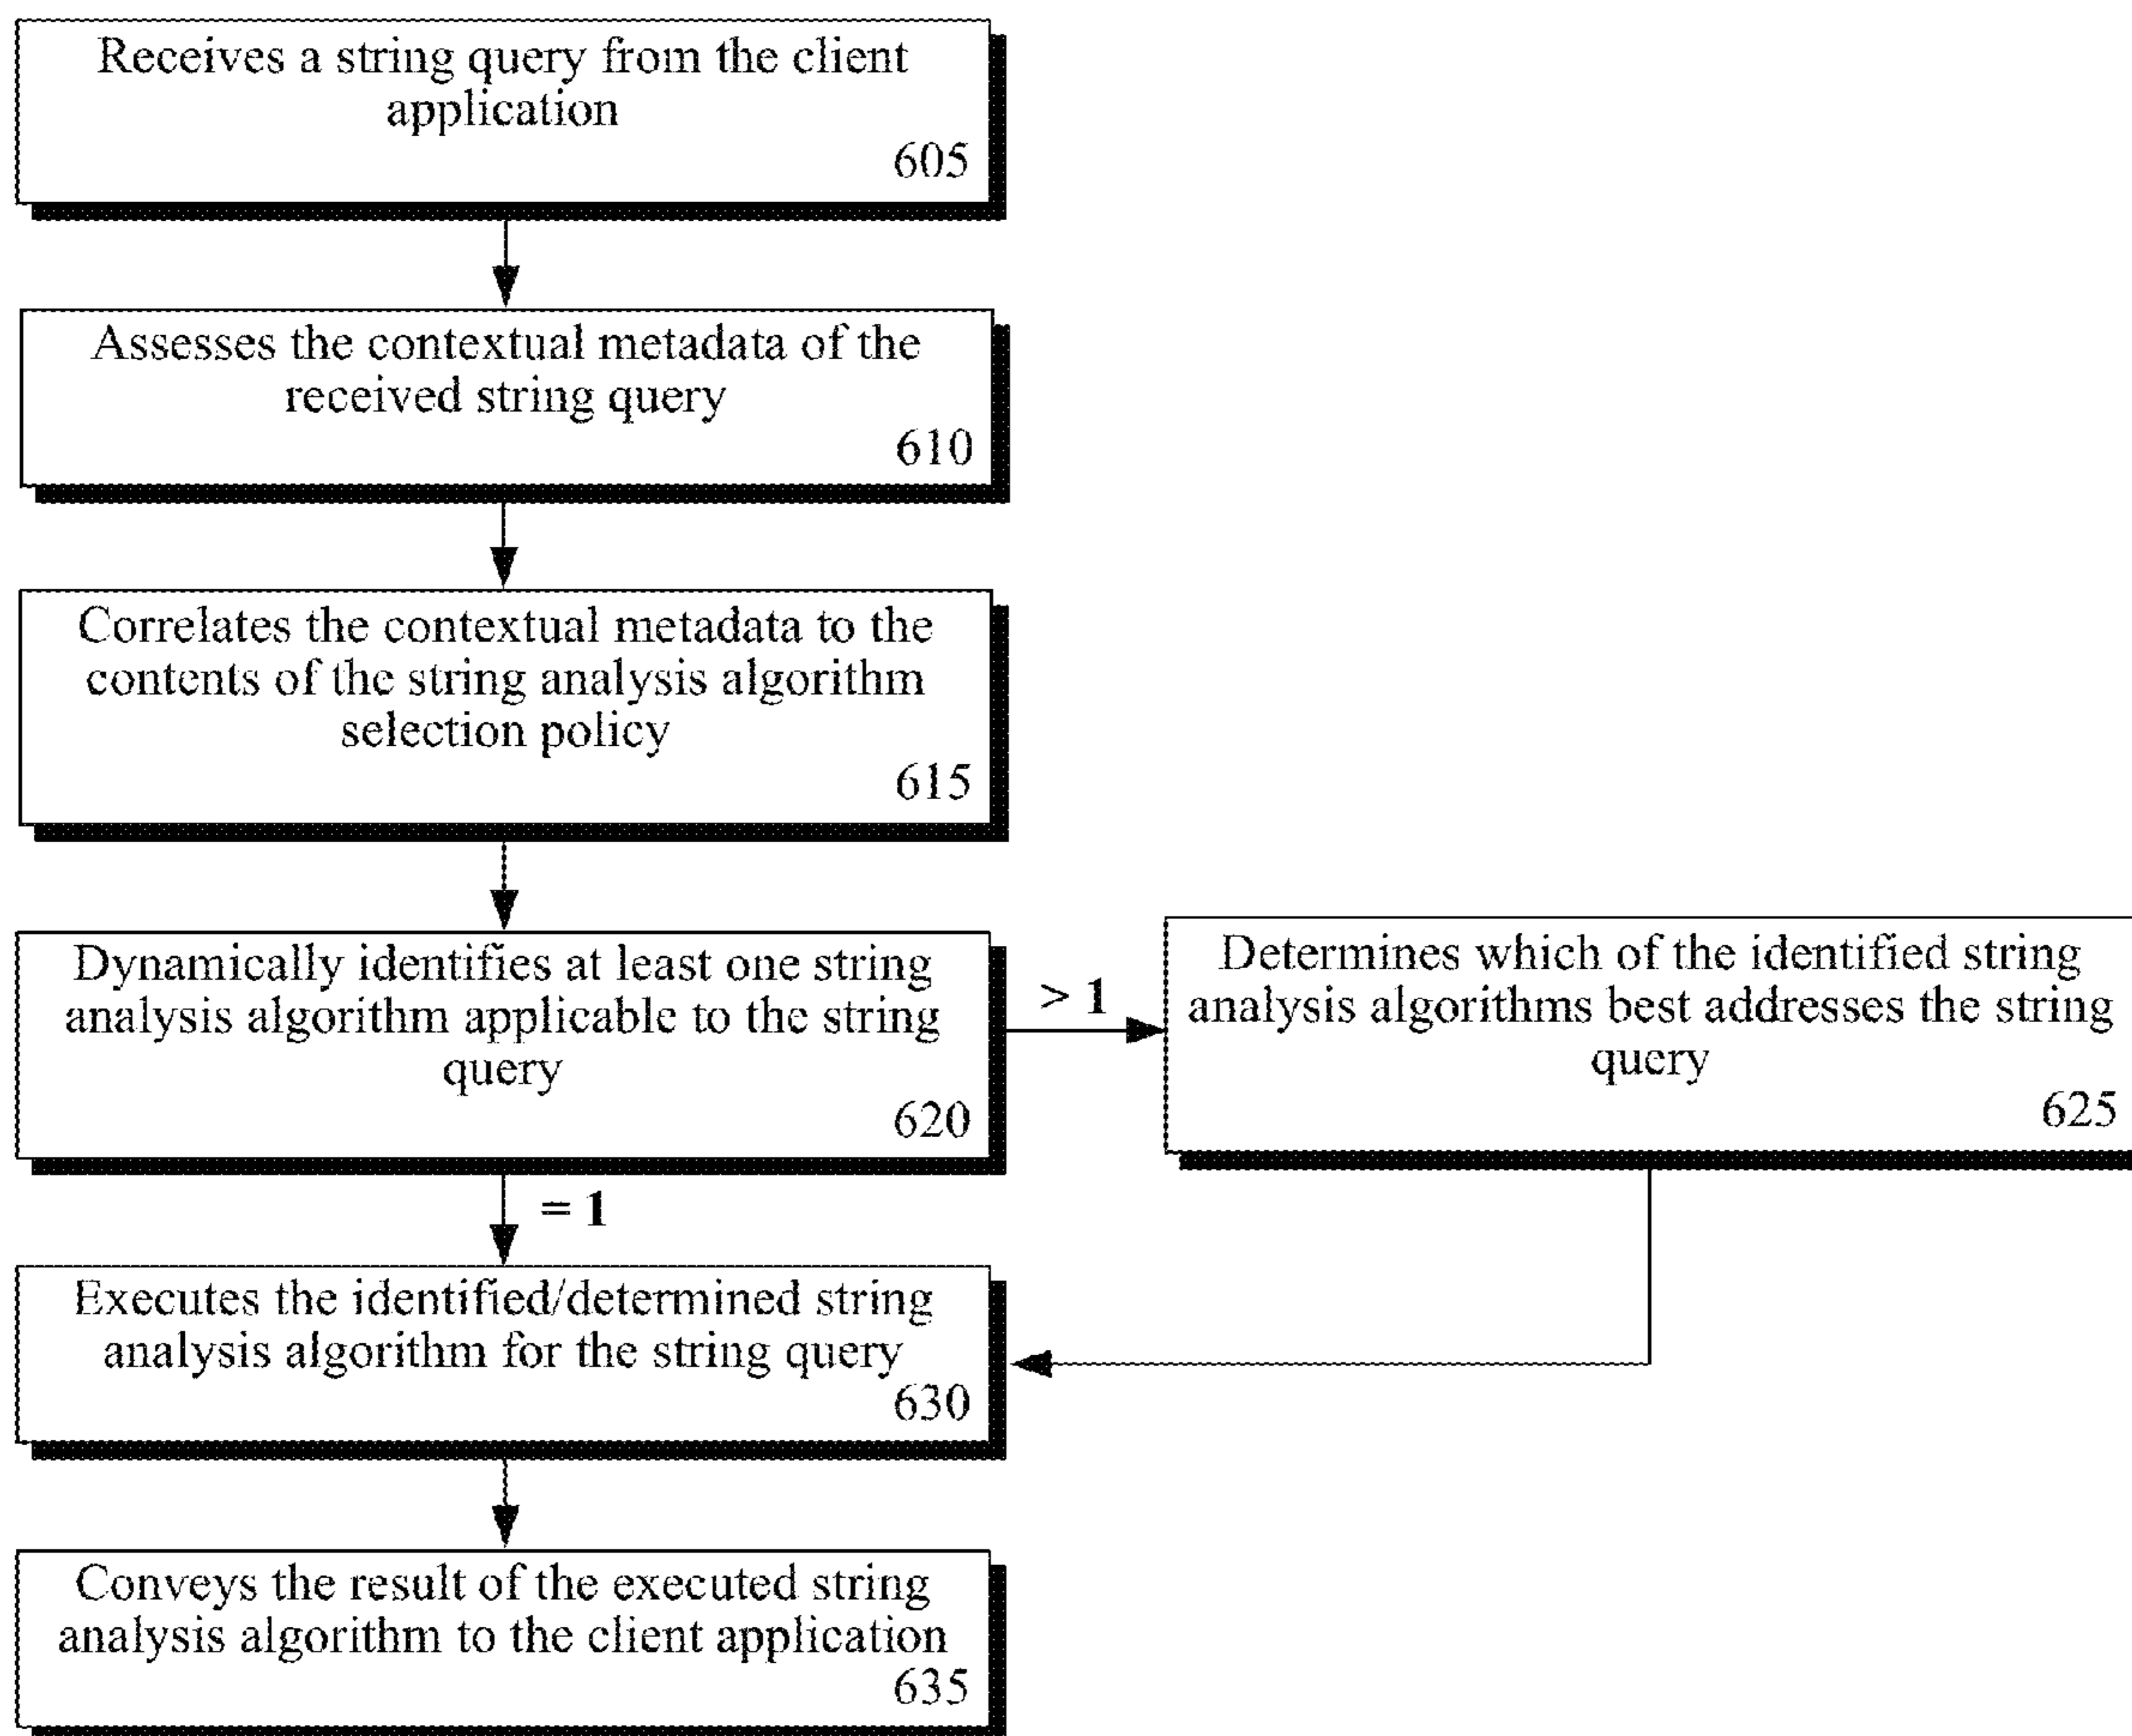 Receives a string query from the client
application
605
Assesses the contextual metadata of the
received string query
610
Correlates the contextual metadata to the
contents of the string analysis algorithm
selection policy
615
Dynamically identifies at least one string
analysis algorithm applicable to the string
query
620
> 1
Determines which of the identified string
analysis algorithms best addresses the string
query
625
= 1
Executes the identified/determined string
analysis algorithm for the string query
630
Conveys the result of the executed string
analysis algorithm to the client application
635